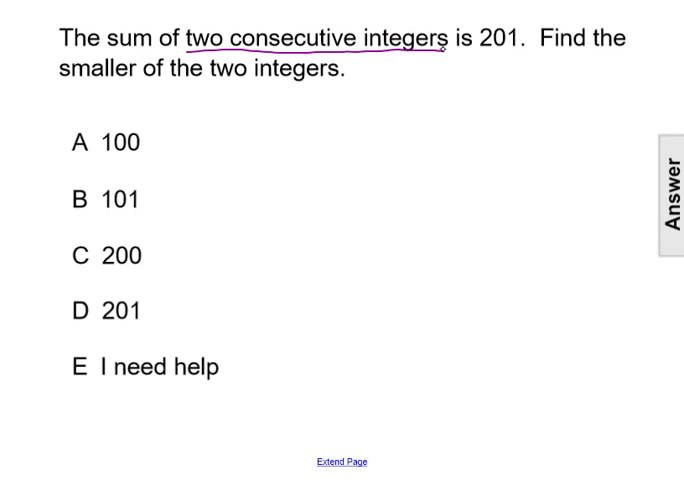 The sum of two consecutive integers is 201.  Find the
smaller of the two integers.
A 100
B 101
C 200
D 201
E I need help
Answer
Extend Page